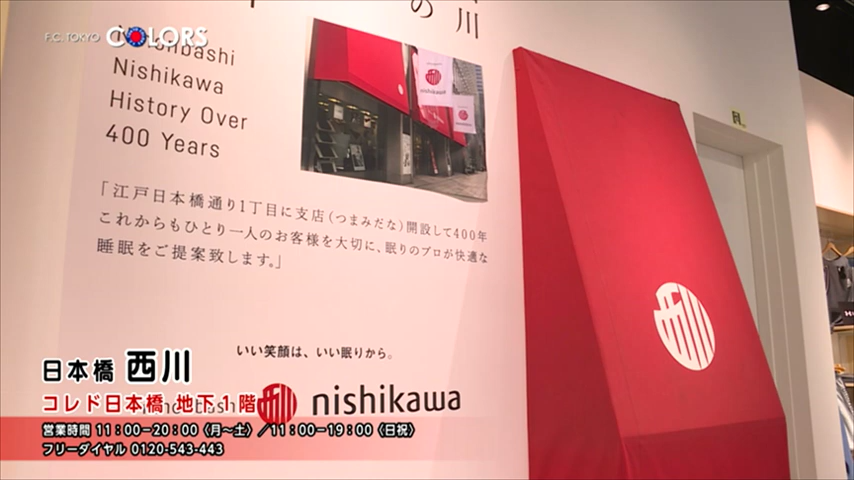 F.C. TOKYO COLORS
の川
Nihonbashi
Nishikawa
History Over
400 Years
nishikawa
「江戸日本橋通り1丁目に支店(つまみだな)開設して400年
これからもひとり一人のお客様を大切に、眠りのプロが快適な
睡眠をご提案致します。」
いい笑顔は、いい眠りから。
日本橋 西川
コレド日本橋 地下1階
nishikawa
営業時間 11:00−20:00〈月〜土〉/11:00−19:00〈日祝〉
フリーダイヤル 0120-543-443